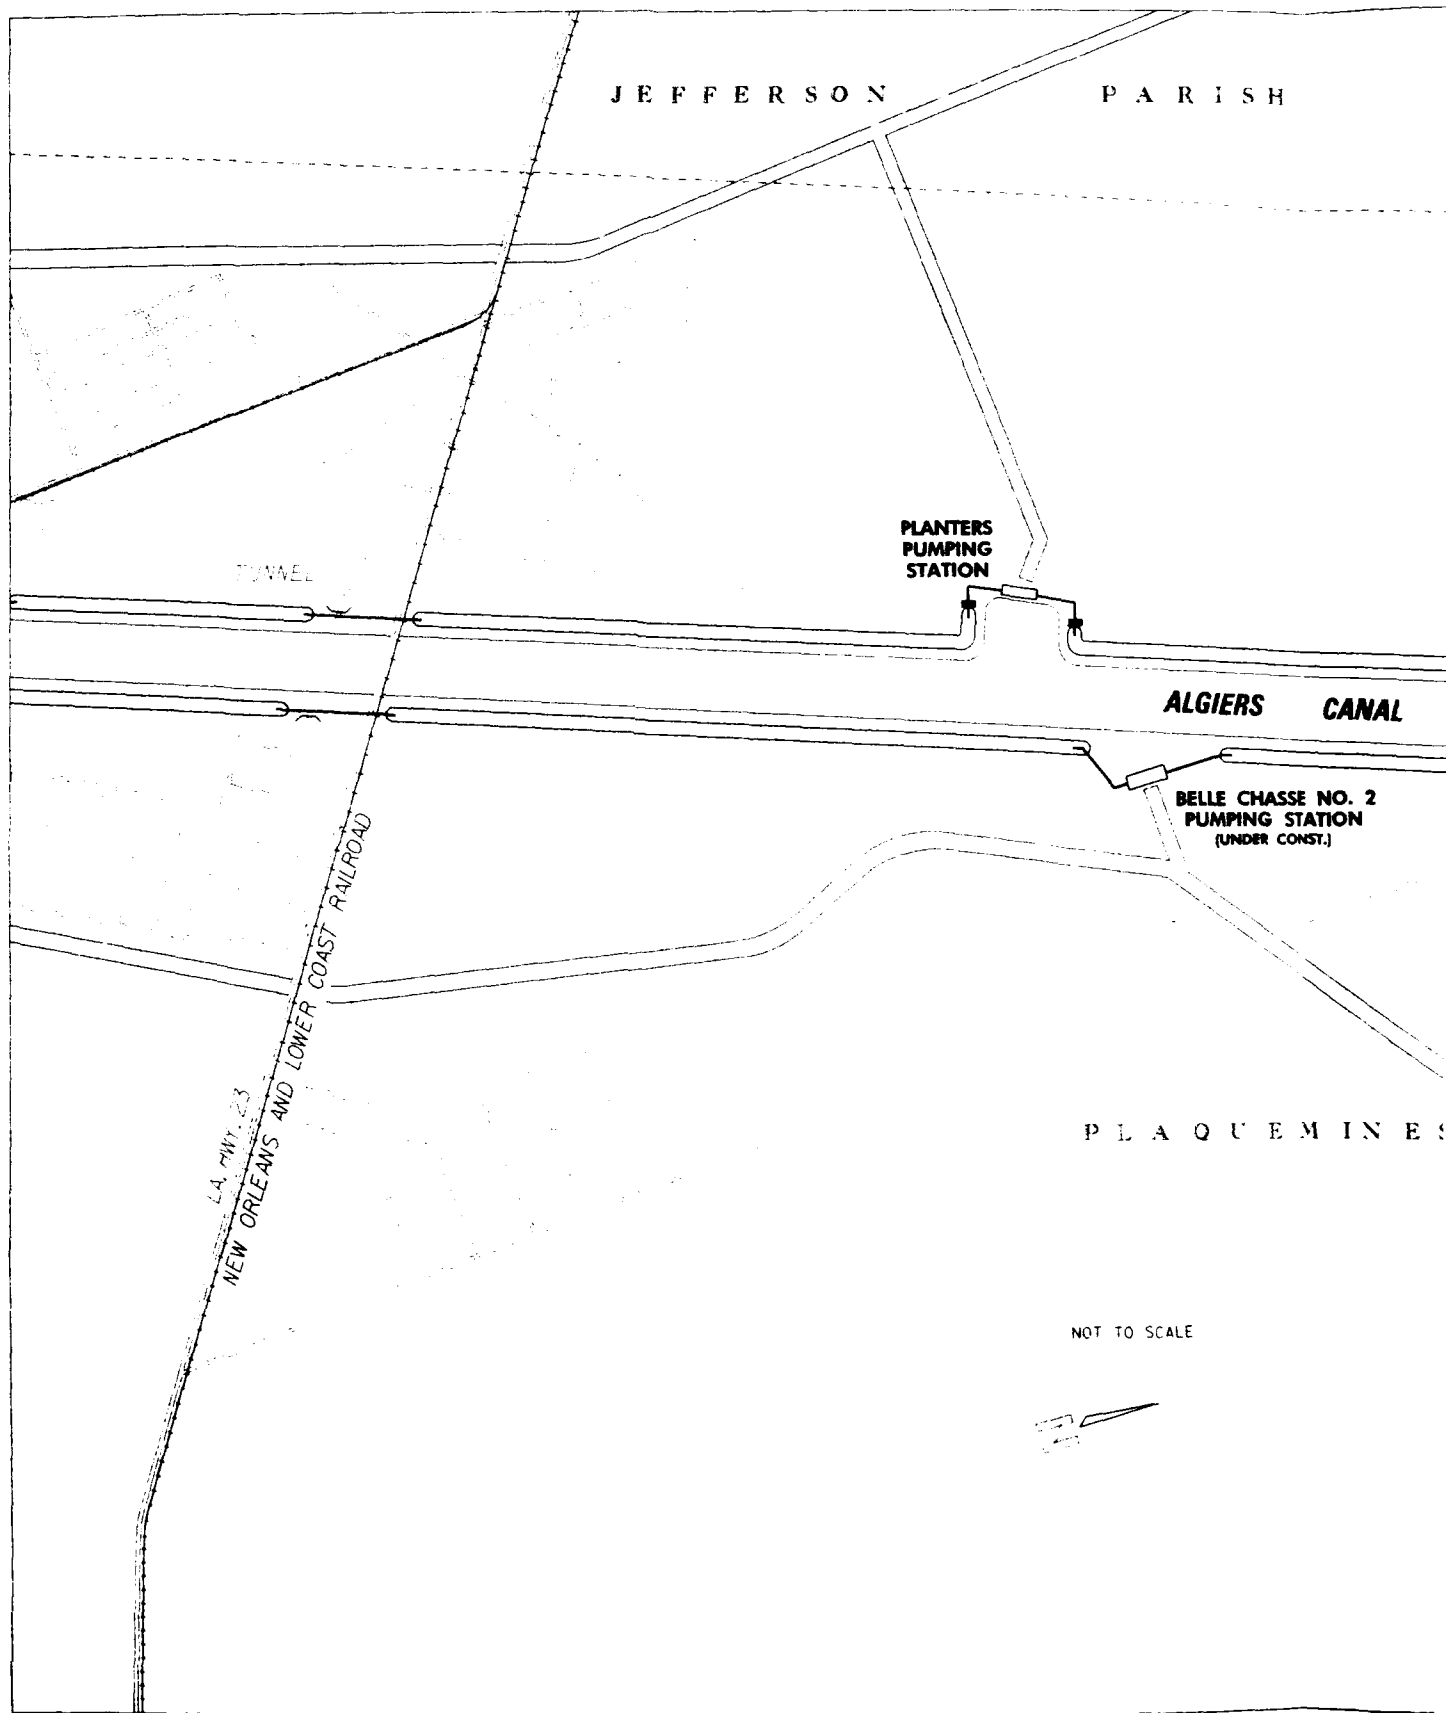 JEFFERSON PARISH
PLANTERS
PUMPING
STATION
TUNNEL
ALGIERS CANAL
BELLE CHASSE NO. 2
PUMPING STATION
(UNDER CONST.)
NEW ORLEANS AND LOWER COAST RAILROAD
LA. HWY. 23
PLAQUEMINES
NOT TO SCALE